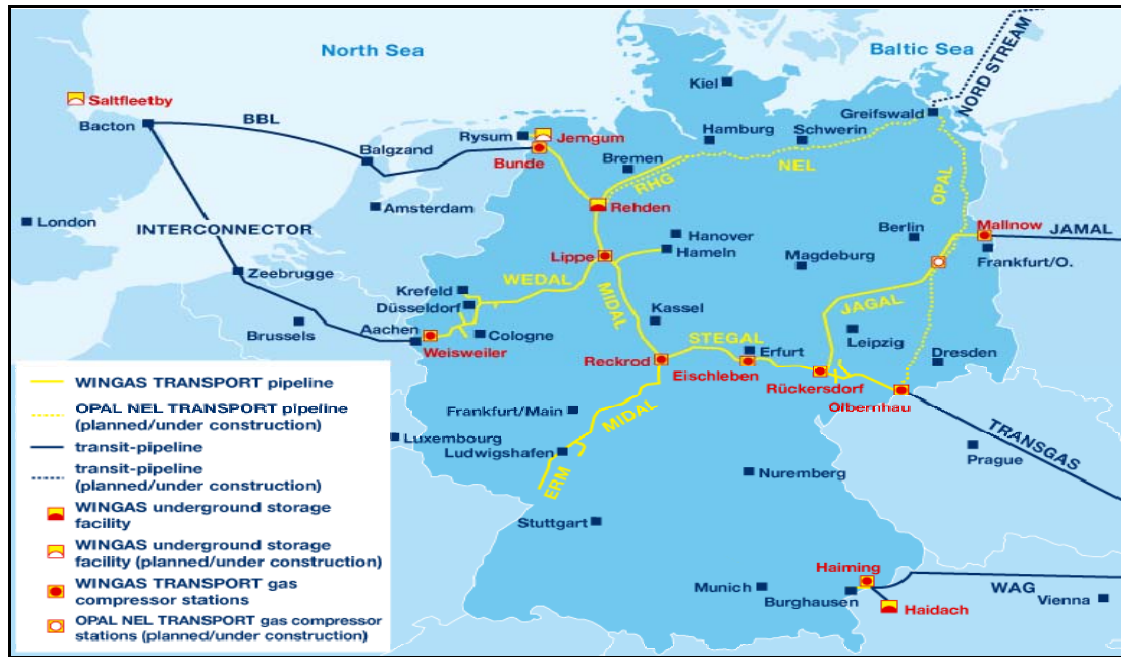 North Sea
Baltic Sea
NORD STREAM
Kiel
Saltfleetby
Greifswald
Bacton
BBL
Rysum
Jemgum
Hamburg
Schwerin
Balgzand
Bunde
Bremen
NEL
RHG
OPAL
Amsterdam
Rehden
London
INTERCONNECTOR
Hanover
Berlin
Mallnow
JAMAL
Lippe
Hameln
Magdeburg
Frankfurt/O.
Zeebrugge
WEDAL
Krefeld
Düsseldorf
MIDAL
Kassel
JAGAL
Brussels
Aachen
Cologne
STEGAL
Leipzig
Weisweiler
Reckrod
Erfurt
Eischleben
Dresden
Rückersdorf
Olbernhau
Frankfurt/Main
MIDAL
TRANSGAS
Luxembourg
Ludwigshafen
Prague
ERM
Nuremberg
Stuttgart
Haiming
Munich
Burghausen
WAG
Vienna
Haidach
WINGAS TRANSPORT pipeline
OPAL NEL TRANSPORT pipeline
(planned/under construction)
transit-pipeline
transit-pipeline
(planned/under construction)
WINGAS underground storage
facility
WINGAS underground storage
facility (planned/under construction)
WINGAS TRANSPORT gas
compressor stations
OPAL NEL TRANSPORT gas compressor
stations (planned/under construction)